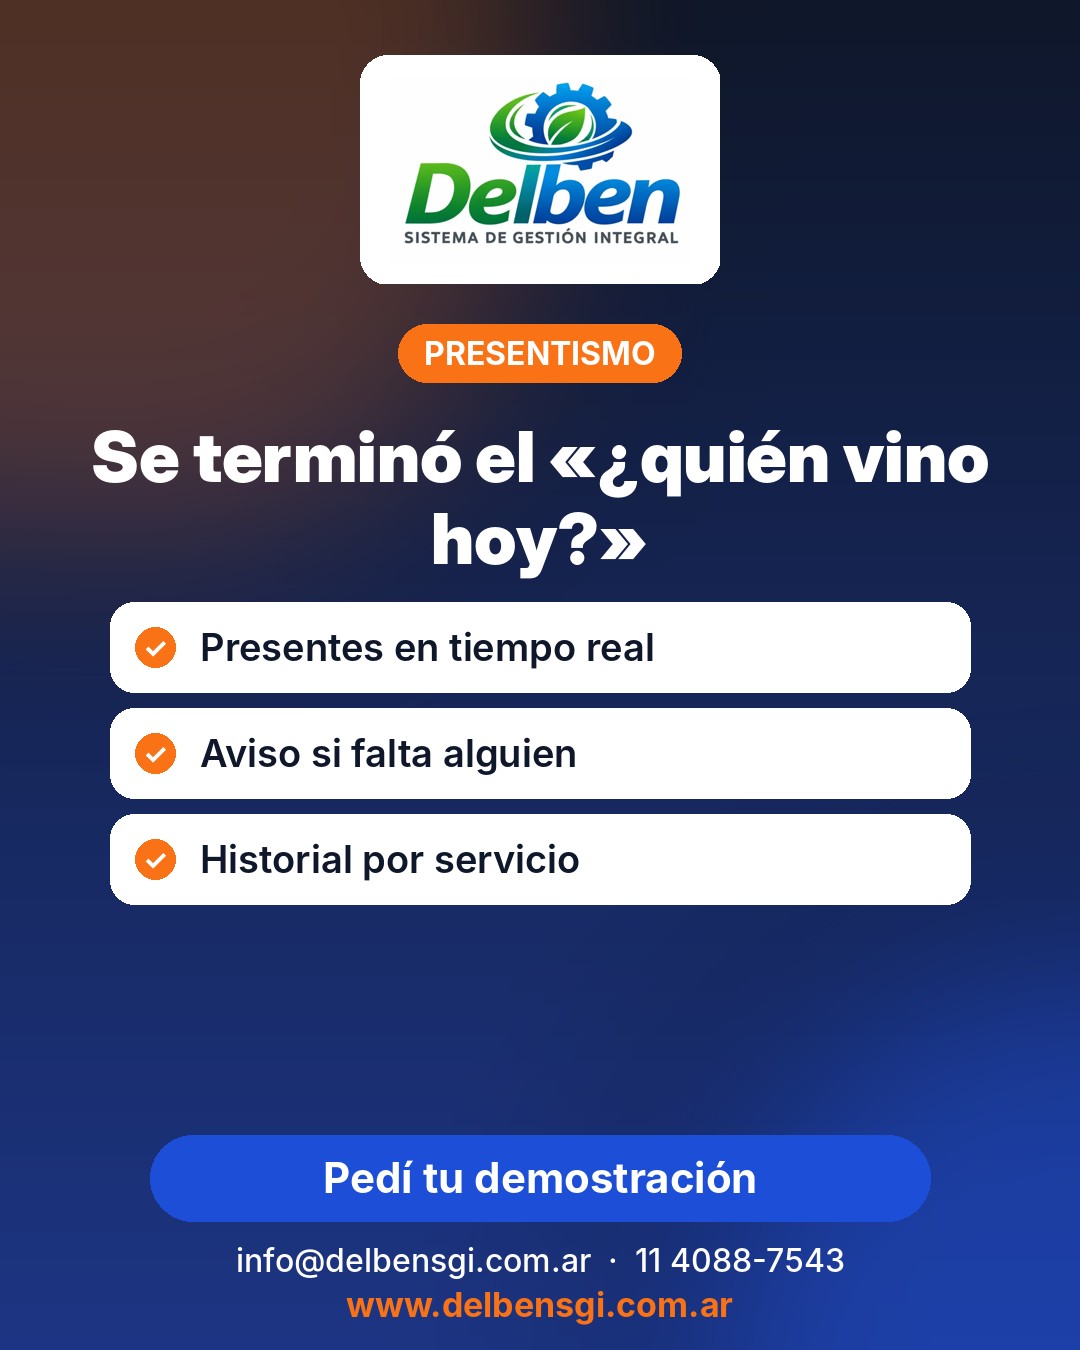 Delben
SISTEMA DE GESTIÓN INTEGRAL
PRESENTISMO
Se terminó el «¿quién vino
hoy?»
Presentes en tiempo real
Aviso si falta alguien
Historial por servicio
Pedí tu demostración
info@delbensgi.com.ar · 11 4088-7543
www.delbensgi.com.ar